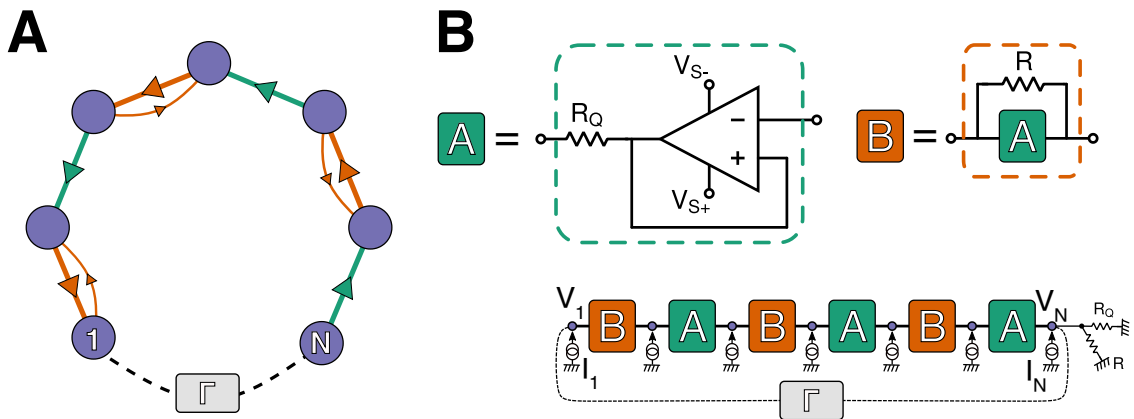 A
1
N
Γ
B
A =
R_Q
V_S-
V_S+
−
+
B =
R
A
V_1
B
A
B
A
B
A
V_N
I_1
I_N
R_Q
R
Γ